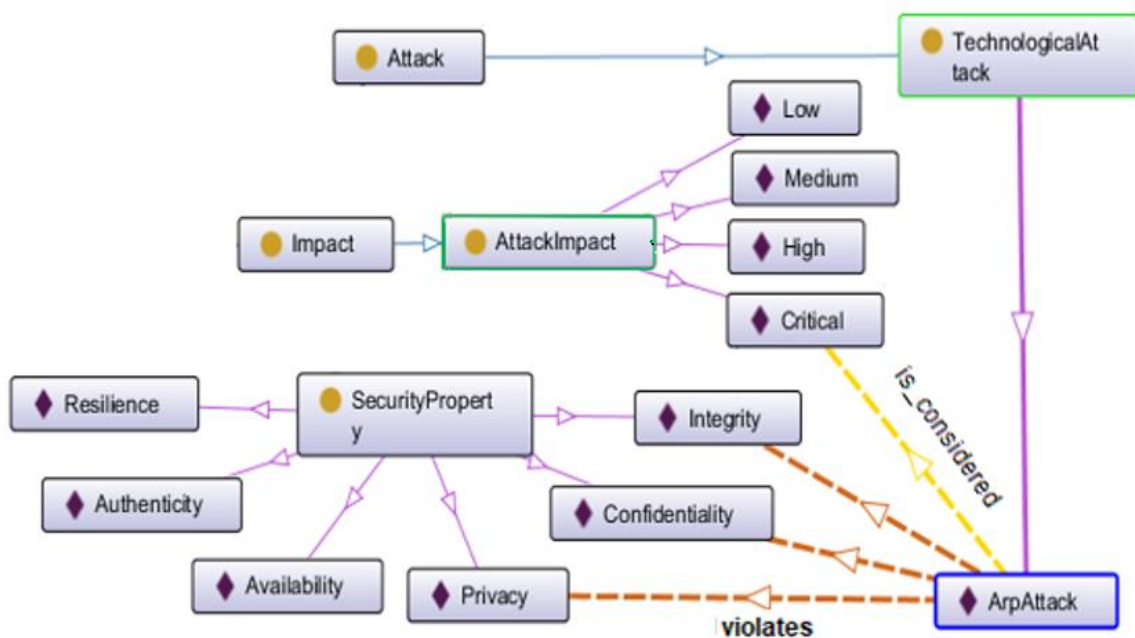 Attack
TechnologicalAt
tack
Low
Medium
Impact
AttackImpact
High
Critical
is_considered
Resilience
SecurityPropert
y
Integrity
Authenticity
Confidentiality
Availability
Privacy
ArpAttack
violates